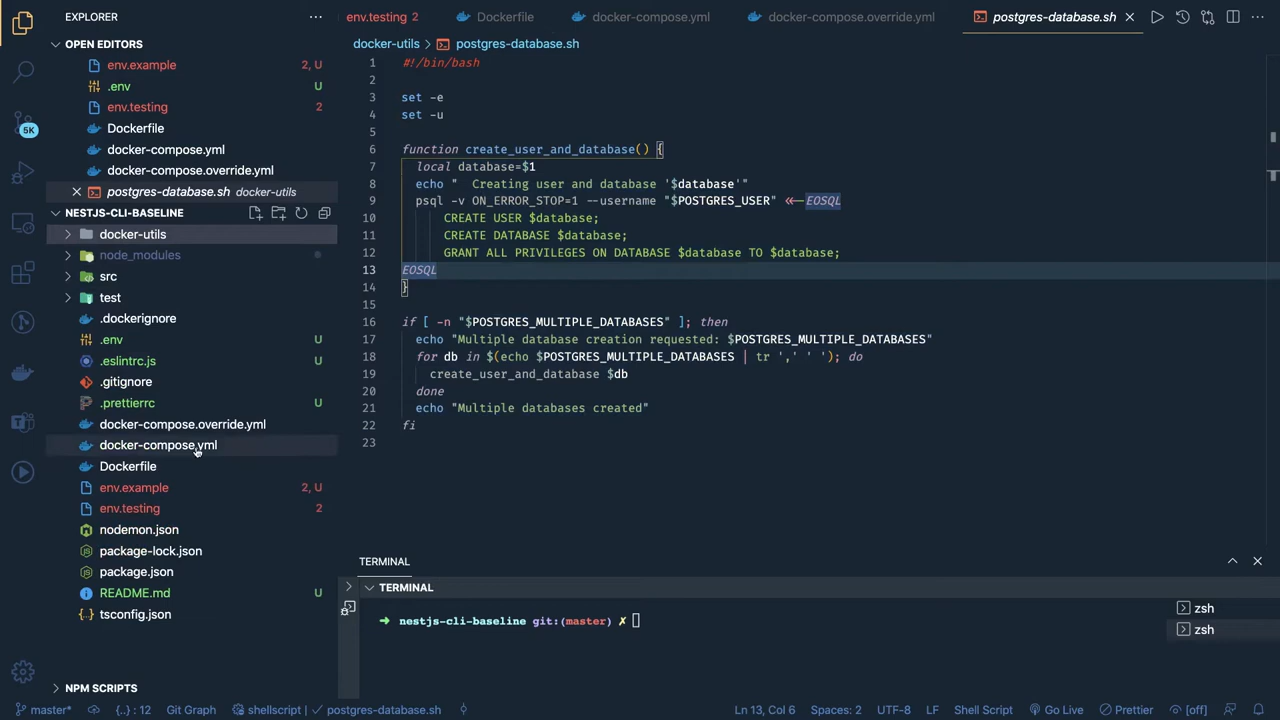 EXPLORER
OPEN EDITORS
env.example 2, U
.env U
env.testing 2
Dockerfile
docker-compose.yml
docker-compose.override.yml
postgres-database.sh docker-utils
NESTJS-CLI-BASELINE
docker-utils
node_modules
src
test
.dockerignore
.env U
.eslintrc.js U
.gitignore
.prettierrc U
docker-compose.override.yml
docker-compose.yml
Dockerfile
env.example 2, U
env.testing 2
nodemon.json
package-lock.json
package.json
README.md U
tsconfig.json
NPM SCRIPTS
5K
env.testing 2 Dockerfile docker-compose.yml docker-compose.override.yml postgres-database.sh
docker-utils > postgres-database.sh
1 #!/bin/bash
2
3 set -e
4 set -u
5
6 function create_user_and_database() {
7 local database=$1
8 echo "  Creating user and database '$database'"
9 psql -v ON_ERROR_STOP=1 --username "$POSTGRES_USER" <<-EOSQL
10 CREATE USER $database;
11 CREATE DATABASE $database;
12 GRANT ALL PRIVILEGES ON DATABASE $database TO $database;
13 EOSQL
14 }
15
16 if [ -n "$POSTGRES_MULTIPLE_DATABASES" ]; then
17 echo "Multiple database creation requested: $POSTGRES_MULTIPLE_DATABASES"
18 for db in $(echo $POSTGRES_MULTIPLE_DATABASES | tr ',' ' '); do
19 create_user_and_database $db
20 done
21 echo "Multiple databases created"
22 fi
23
TERMINAL
TERMINAL
➜ nestjs-cli-baseline git:(master) ✗
zsh
zsh
master* {..} : 12 Git Graph shellscript | ✓ postgres-database.sh Ln 13, Col 6 Spaces: 2 UTF-8 LF Shell Script Go Live Prettier [off]